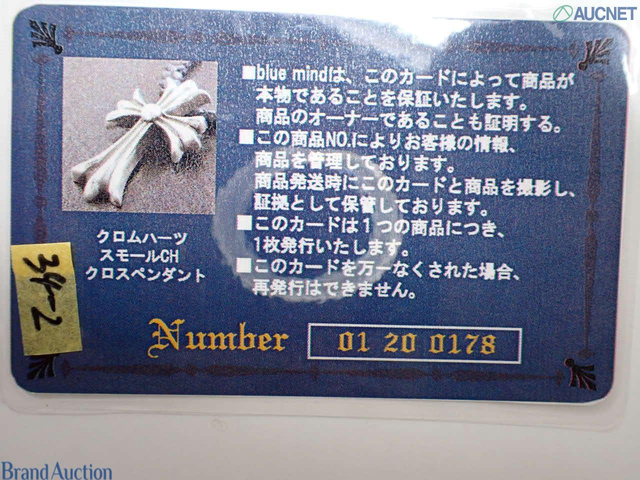 AUCNET
■blue mindは、このカードによって商品が
本物であることを保証いたします。
商品のオーナーであることも証明する。
■この商品NO.によりお客様の情報、
商品を管理しております。
商品発送時にこのカードと商品を撮影し、
証拠として保管しております。
■このカードは1つの商品につき、
1枚発行いたします。
■このカードを万一なくされた場合、
再発行はできません。
クロムハーツ
スモールCH
クロスペンダント
34-2
Number 01 20 0178
Brand Auction